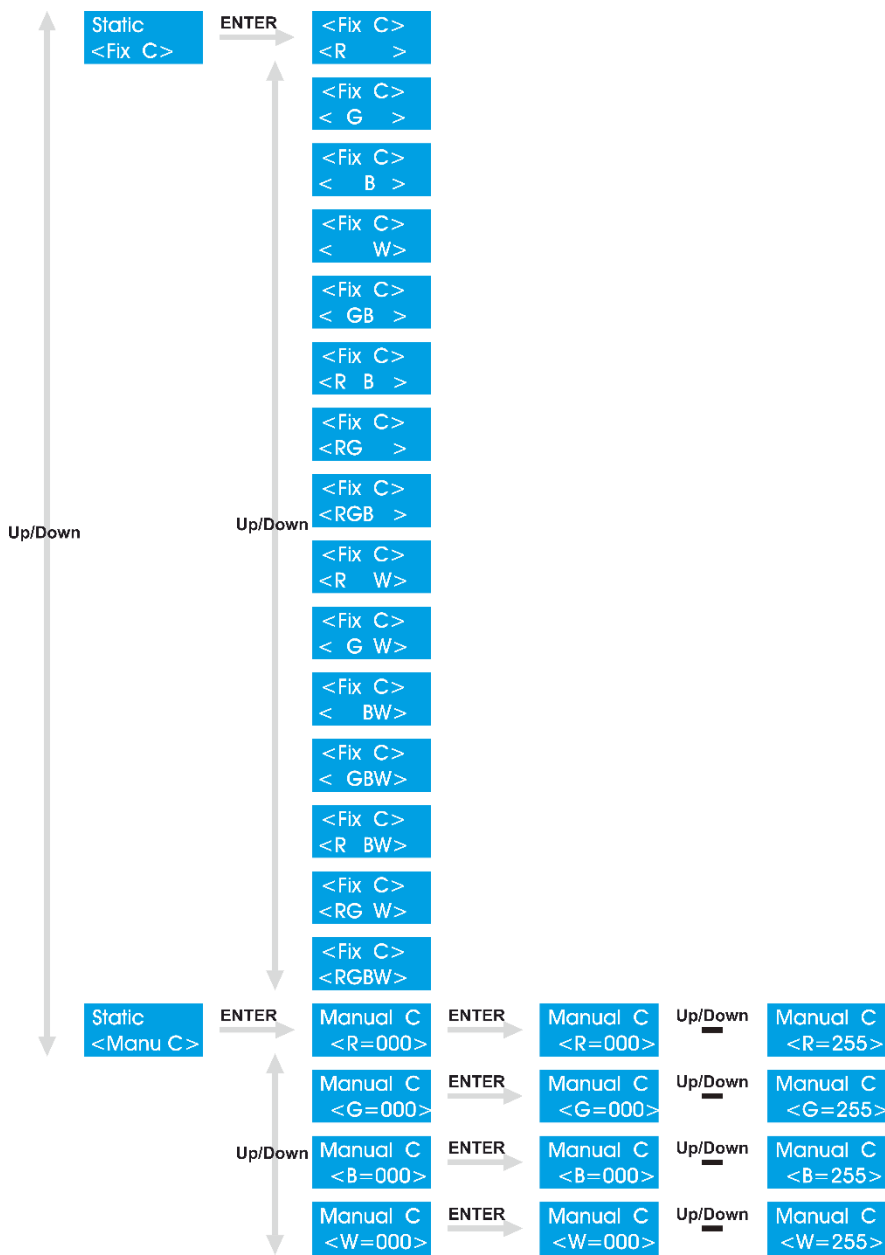 Static
<Fix C>
ENTER
<Fix C>
<R     >
<Fix C>
< G   >
<Fix C>
<   B >
<Fix C>
<     W>
<Fix C>
<  GB  >
<Fix C>
<R  B  >
<Fix C>
<RG   >
<Fix C>
<RGB  >
Up/Down
Up/Down
<Fix C>
<R   W>
<Fix C>
<  G W>
<Fix C>
<   BW>
<Fix C>
<  GBW>
<Fix C>
<R  BW>
<Fix C>
<RG W>
<Fix C>
<RGBW>
Static
<Manu C>
ENTER
Manual C
<R=000>
ENTER
Manual C
<R=000>
Up/Down
Manual C
<R=255>
Manual C
<G=000>
ENTER
Manual C
<G=000>
Up/Down
Manual C
<G=255>
Up/Down
Manual C
<B=000>
ENTER
Manual C
<B=000>
Up/Down
Manual C
<B=255>
Manual C
<W=000>
ENTER
Manual C
<W=000>
Up/Down
Manual C
<W=255>